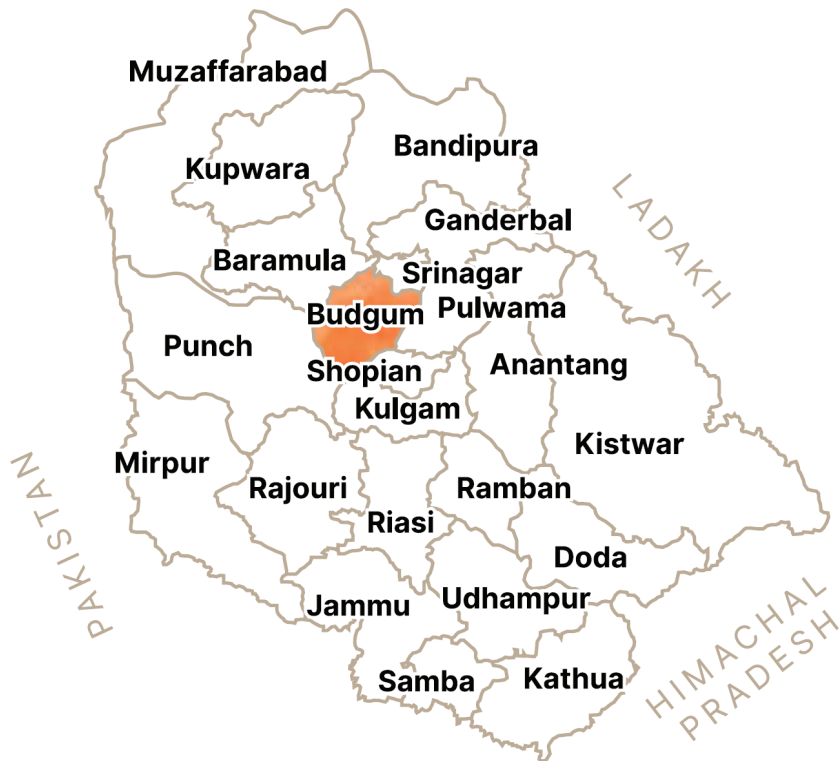 Muzaffarabad
Bandipura
Kupwara
LADAKH
Ganderbal
Baramula
Srinagar
Budgum
Pulwama
Punch
Shopian
Anantang
Kulgam
Kistwar
Mirpur
Rajouri
Ramban
Riasi
PAKISTAN
Doda
Jammu
Udhampur
Samba
Kathua
HIMACHAL
PRADESH